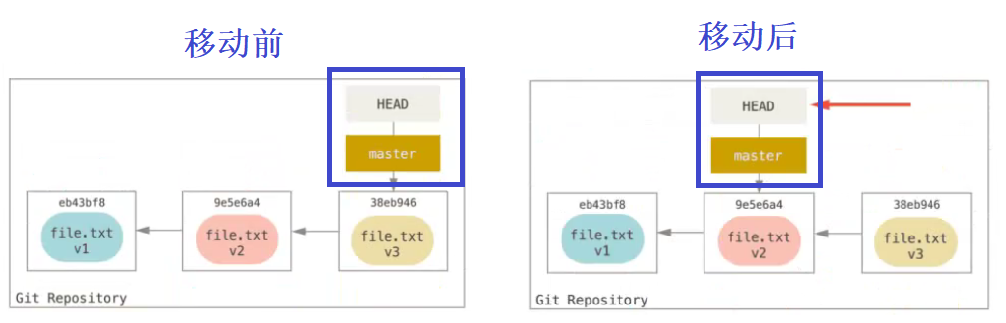 移动前
HEAD
master
eb43bf8
9e5e6a4
38eb946
file.txt
v1
file.txt
v2
file.txt
v3
Git Repository
移动后
HEAD
master
eb43bf8
9e5e6a4
38eb946
file.txt
v1
file.txt
v2
file.txt
v3
Git Repository